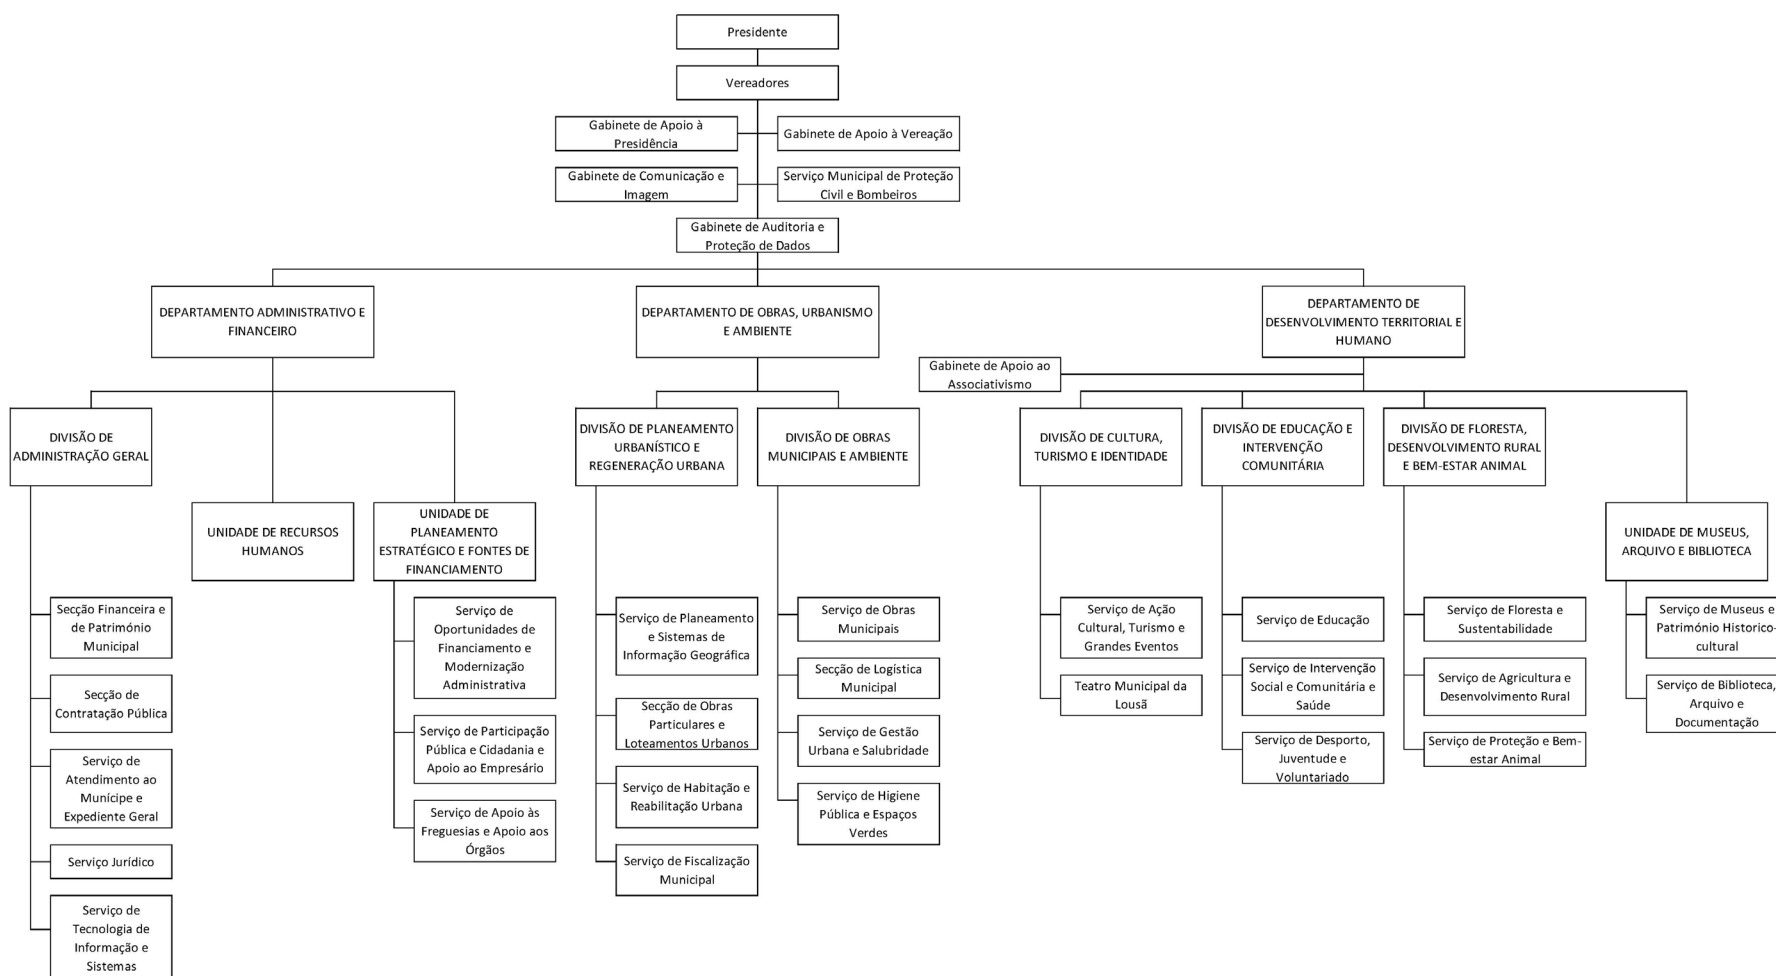 Presidente
Vereadores
Gabinete de Apoio à
Presidência
Gabinete de Apoio à Vereação
Gabinete de Comunicação e
Imagem
Serviço Municipal de Proteção
Civil e Bombeiros
Gabinete de Auditoria e
Proteção de Dados
DEPARTAMENTO ADMINISTRATIVO E
FINANCEIRO
DEPARTAMENTO DE OBRAS, URBANISMO
E AMBIENTE
DEPARTAMENTO DE
DESENVOLVIMENTO TERRITORIAL E
HUMANO
Gabinete de Apoio ao
Associativismo
DIVISÃO DE
ADMINISTRAÇÃO GERAL
UNIDADE DE RECURSOS
HUMANOS
UNIDADE DE
PLANEAMENTO
ESTRATÉGICO E FONTES DE
FINANCIAMENTO
DIVISÃO DE PLANEAMENTO
URBANÍSTICO E
REGENERAÇÃO URBANA
DIVISÃO DE OBRAS
MUNICIPAIS E AMBIENTE
DIVISÃO DE CULTURA,
TURISMO E IDENTIDADE
DIVISÃO DE EDUCAÇÃO E
INTERVENÇÃO
COMUNITÁRIA
DIVISÃO DE FLORESTA,
DESENVOLVIMENTO RURAL
E BEM-ESTAR ANIMAL
UNIDADE DE MUSEUS,
ARQUIVO E BIBLIOTECA
Secção Financeira e
de Património
Municipal
Secção de
Contratação Pública
Serviço de
Atendimento ao
Munícipe e
Expediente Geral
Serviço Jurídico
Serviço de
Tecnologia de
Informação e
Sistemas
Serviço de
Oportunidades de
Financiamento e
Modernização
Administrativa
Serviço de Participação
Pública e Cidadania e
Apoio ao Empresário
Serviço de Apoio às
Freguesias e Apoio aos
Órgãos
Serviço de Planeamento
e Sistemas de
Informação Geográfica
Secção de Obras
Particulares e
Loteamentos Urbanos
Serviço de Habitação e
Reabilitação Urbana
Serviço de Fiscalização
Municipal
Serviço de Obras
Municipais
Secção de Logística
Municipal
Serviço de Gestão
Urbana e Salubridade
Serviço de Higiene
Pública e Espaços
Verdes
Serviço de Ação
Cultural, Turismo e
Grandes Eventos
Teatro Municipal da
Lousã
Serviço de Educação
Serviço de Intervenção
Social e Comunitária e
Saúde
Serviço de Desporto,
Juventude e
Voluntariado
Serviço de Floresta e
Sustentabilidade
Serviço de Agricultura e
Desenvolvimento Rural
Serviço de Proteção e Bem-
estar Animal
Serviço de Museus e
Património Historico-
cultural
Serviço de Biblioteca,
Arquivo e
Documentação